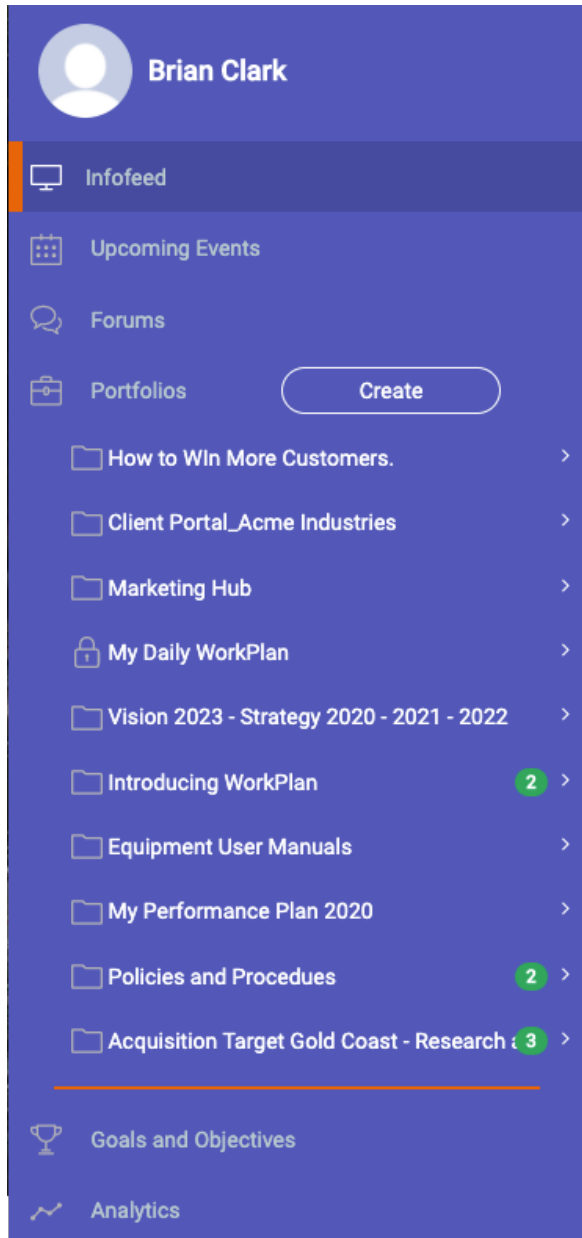 Brian Clark
Infofeed
Upcoming Events
Forums
Portfolios Create
How to WIn More Customers.
Client Portal_Acme Industries
Marketing Hub
My Daily WorkPlan
Vision 2023 - Strategy 2020 - 2021 - 2022
Introducing WorkPlan 2
Equipment User Manuals
My Performance Plan 2020
Policies and Procedues 2
Acquisition Target Gold Coast - Research 3
Goals and Objectives
Analytics